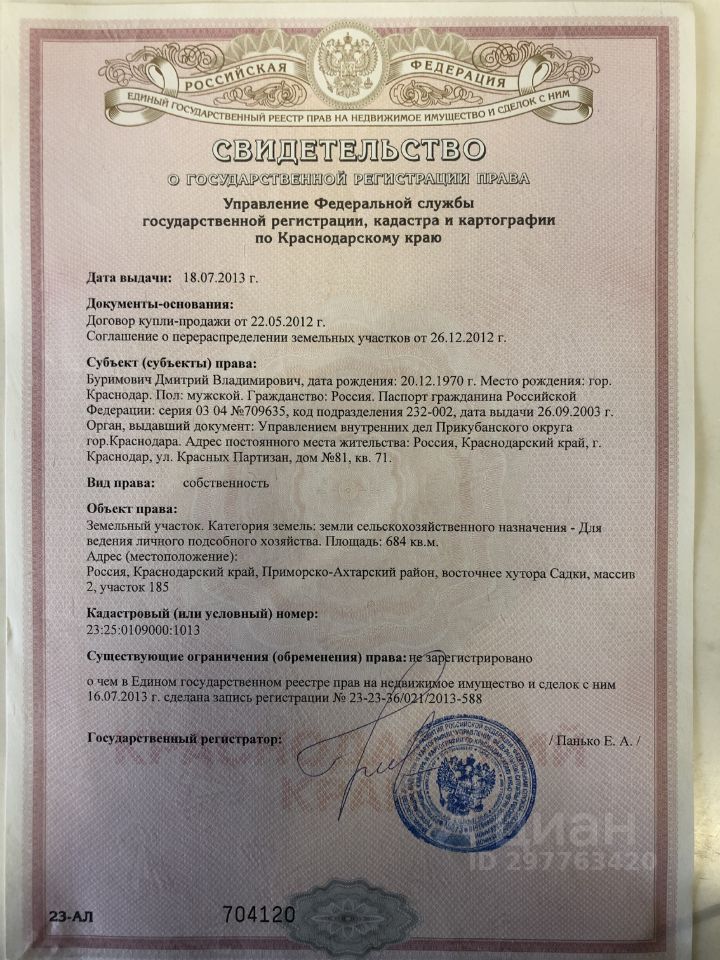 РОССИЙСКАЯ ФЕДЕРАЦИЯ
ЕДИНЫЙ ГОСУДАРСТВЕННЫЙ РЕЕСТР ПРАВ НА НЕДВИЖИМОЕ ИМУЩЕСТВО И СДЕЛОК С НИМ
СВИДЕТЕЛЬСТВО
О ГОСУДАРСТВЕННОЙ РЕГИСТРАЦИИ ПРАВА
Управление Федеральной службы
государственной регистрации, кадастра и картографии
по Краснодарскому краю
Дата выдачи: 18.07.2013 г.
Документы-основания:
Договор купли-продажи от 22.05.2012 г.
Соглашение о перераспределении земельных участков от 26.12.2012 г.
Субъект (субъекты) права:
Буримович Дмитрий Владимирович, дата рождения: 20.12.1970 г. Место рождения: гор.
Краснодар. Пол: мужской. Гражданство: Россия. Паспорт гражданина Российской
Федерации: серия 03 04 №709635, код подразделения 232-002, дата выдачи 26.09.2003 г.
Орган, выдавший документ: Управлением внутренних дел Прикубанского округа
гор.Краснодара. Адрес постоянного места жительства: Россия, Краснодарский край, г.
Краснодар, ул. Красных Партизан, дом №81, кв. 71.
Вид права: собственность
Объект права:
Земельный участок. Категория земель: земли сельскохозяйственного назначения - Для
ведения личного подсобного хозяйства. Площадь: 684 кв.м.
Адрес (местоположение):
Россия, Краснодарский край, Приморско-Ахтарский район, восточнее хутора Садки, массив
2, участок 185
Кадастровый (или условный) номер:
23:25:0109000:1013
Существующие ограничения (обременения) права: не зарегистрировано
о чем в Едином государственном реестре прав на недвижимое имущество и сделок с ним
16.07.2013 г. сделана запись регистрации № 23-23-36/021/2013-588
Государственный регистратор: / Панько Е. А. /
КРАСНОДАРСКИЙ
КРАЙ
циан
ID 297763420
23-АЛ 704120